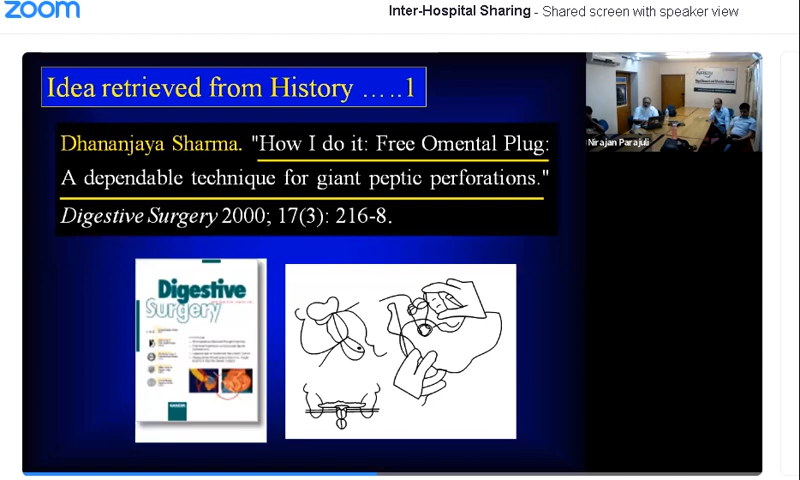 zoom
Inter-Hospital Sharing - Shared screen with speaker view
Idea retrieved from History …..1
Dhananjaya Sharma. "How I do it: Free Omental Plug:
A dependable technique for giant peptic perforations."
Digestive Surgery 2000; 17(3): 216-8.
Nirajan Parajuli
Digestive
Surgery